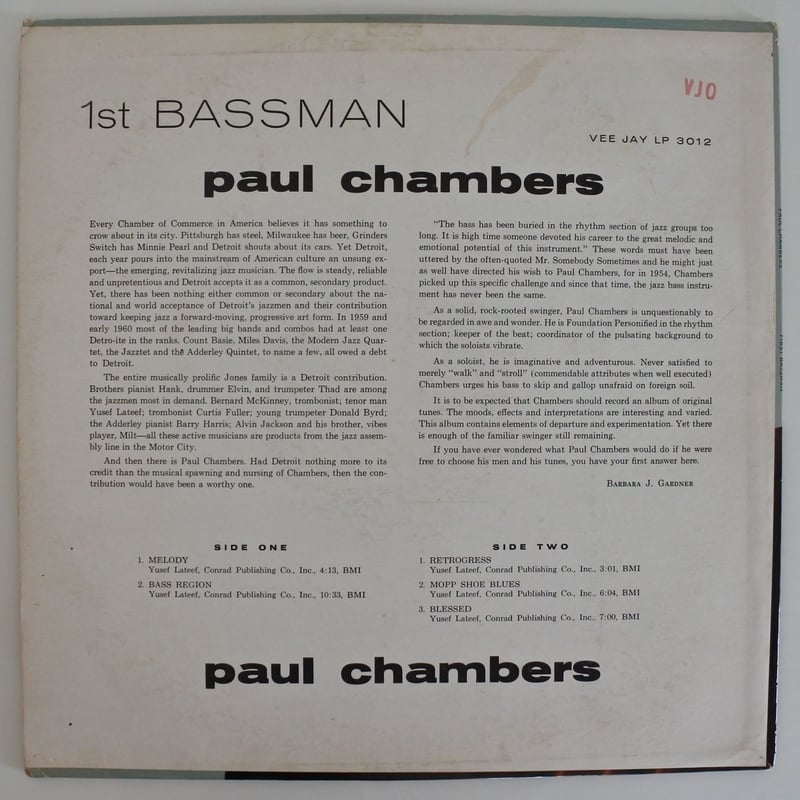 VJO
1st BASSMAN
VEE JAY LP 3012
paul chambers
Every Chamber of Commerce in America believes it has something to
crow about in its city. Pittsburgh has steel, Milwaukee has beer, Grinders
Switch has Minnie Pearl and Detroit shouts about its cars. Yet Detroit,
each year pours into the mainstream of American culture an unsung ex-
port—the emerging, revitalizing jazz musician. The flow is steady, reliable
and unpretentious and Detroit accepts it as a common, secondary product.
Yet, there has been nothing either common or secondary about the na-
tional and world acceptance of Detroit's jazzmen and their contribution
toward keeping jazz a forward-moving, progressive art form. In 1959 and
early 1960 most of the leading big bands and combos had at least one
Detro-ite in the ranks. Count Basie, Miles Davis, the Modern Jazz Quar-
tet, the Jazztet and the Adderley Quintet, to name a few, all owed a debt
to Detroit.
The entire musically prolific Jones family is a Detroit contribution.
Brothers pianist Hank, drummer Elvin, and trumpeter Thad are among
the jazzmen most in demand. Bernard McKinney, trombonist; tenor man
Yusef Lateef; trombonist Curtis Fuller; young trumpeter Donald Byrd;
the Adderley pianist Barry Harris; Alvin Jackson and his brother, vibes
player, Milt—all these active musicians are products from the jazz assem-
bly line in the Motor City.
And then there is Paul Chambers. Had Detroit nothing more to its
credit than the musical spawning and nursing of Chambers, then the con-
tribution would have been a worthy one.
"The bass has been buried in the rhythm section of jazz groups too
long. It is high time someone devoted his career to the great melodic and
emotional potential of this instrument." These words must have been
uttered by the often-quoted Mr. Somebody Sometimes and he might just
as well have directed his wish to Paul Chambers, for in 1954, Chambers
picked up this specific challenge and since that time, the jazz bass instru-
ment has never been the same.
As a solid, rock-rooted swinger, Paul Chambers is unquestionably to
be regarded in awe and wonder. He is Foundation Personified in the rhythm
section; keeper of the beat; coordinator of the pulsating background to
which the soloists vibrate.
As a soloist, he is imaginative and adventurous. Never satisfied to
merely "walk" and "stroll" (commendable attributes when well executed)
Chambers urges his bass to skip and gallop unafraid on foreign soil.
It is to be expected that Chambers should record an album of original
tunes. The moods, effects and interpretations are interesting and varied.
This album contains elements of departure and experimentation. Yet there
is enough of the familiar swinger still remaining.
If you have ever wondered what Paul Chambers would do if he were
free to choose his men and his tunes, you have your first answer here.
BARBARA J. GARDNER
SIDE ONE
1. MELODY
Yusef Lateef, Conrad Publishing Co., Inc., 4:13, BMI
2. BASS REGION
Yusef Lateef, Conrad Publishing Co., Inc., 10:33, BMI
SIDE TWO
1. RETROGRESS
Yusef Lateef, Conrad Publishing Co., Inc., 3:01, BMI
2. MOPP SHOE BLUES
Yusef Lateef, Conrad Publishing Co., Inc., 6:04, BMI
3. BLESSED
Yusef Lateef, Conrad Publishing Co., Inc., 7:00, BMI
paul chambers